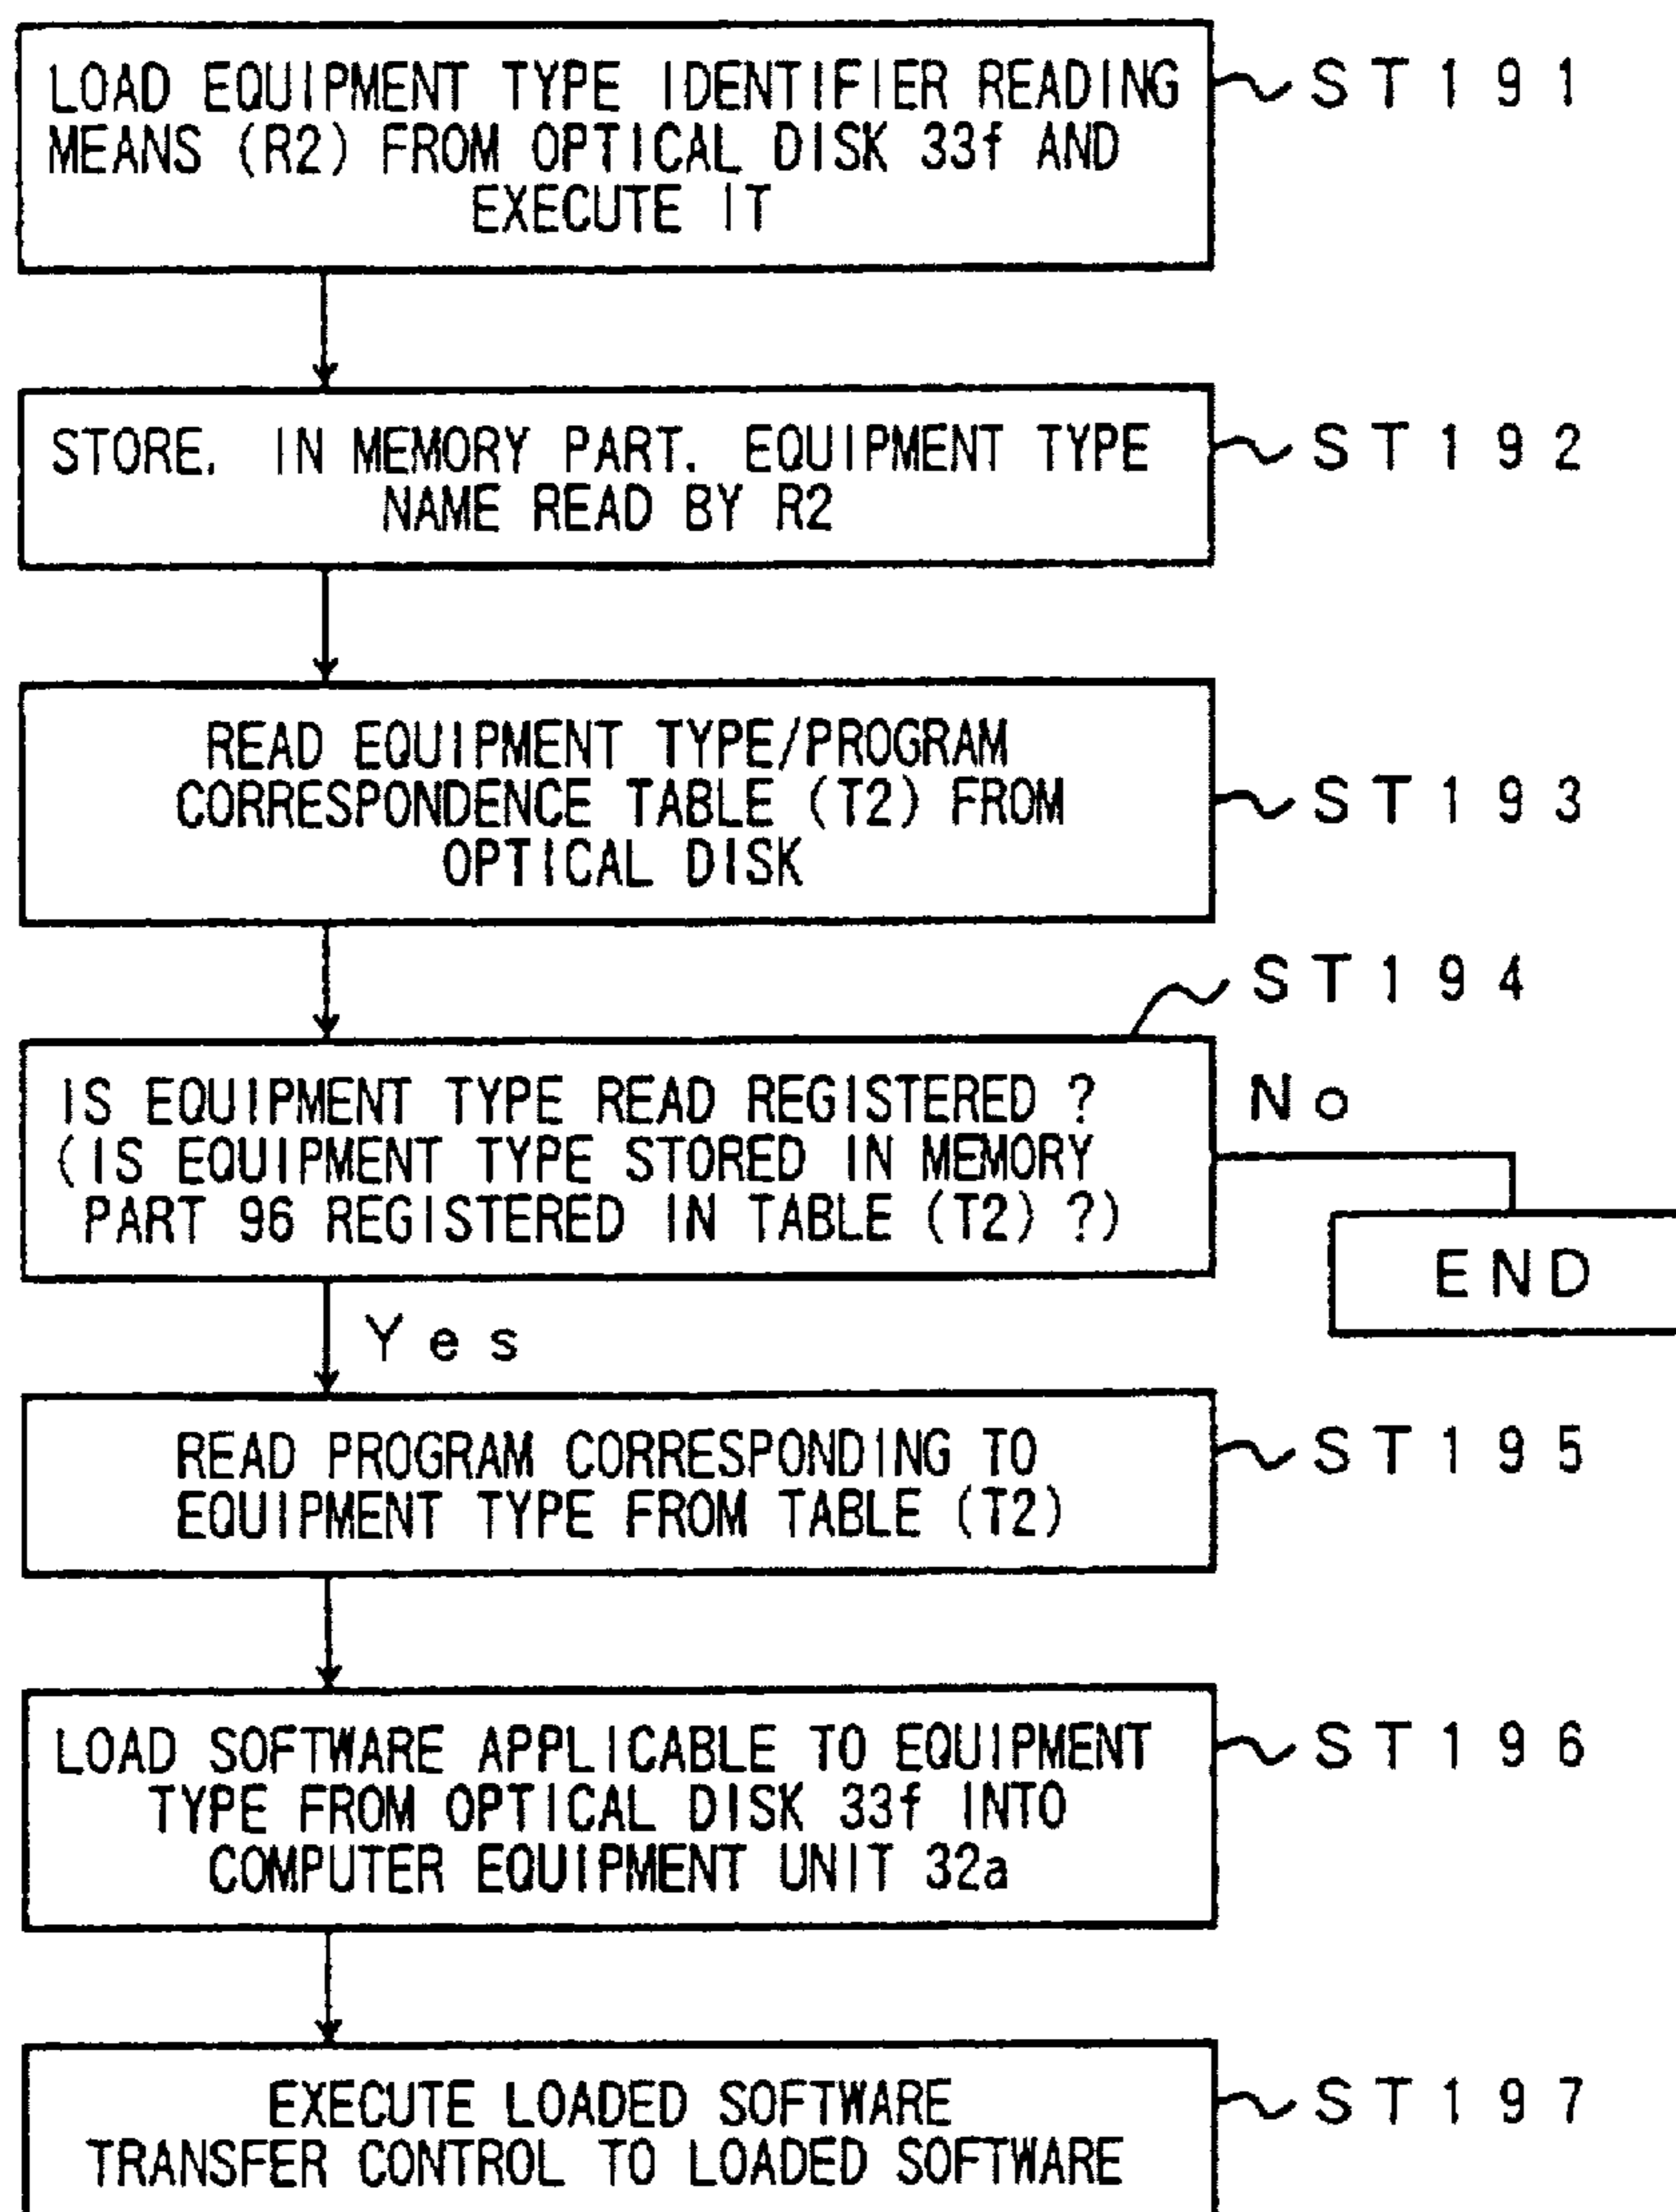 LOAD EQUIPMENT TYPE IDENTIFIER READING
MEANS (R2) FROM OPTICAL DISK 33f AND
EXECUTE IT
ST191
STORE. IN MEMORY PART. EQUIPMENT TYPE
NAME READ BY R2
ST192
READ EQUIPMENT TYPE/PROGRAM
CORRESPONDENCE TABLE (T2) FROM
OPTICAL DISK
ST193
ST194
IS EQUIPMENT TYPE READ REGISTERED ?
(IS EQUIPMENT TYPE STORED IN MEMORY
PART 96 REGISTERED IN TABLE (T2) ?)
No
END
Yes
READ PROGRAM CORRESPONDING TO
EQUIPMENT TYPE FROM TABLE (T2)
ST195
LOAD SOFTWARE APPLICABLE TO EQUIPMENT
TYPE FROM OPTICAL DISK 33f INTO
COMPUTER EQUIPMENT UNIT 32a
ST196
EXECUTE LOADED SOFTWARE
TRANSFER CONTROL TO LOADED SOFTWARE
ST197